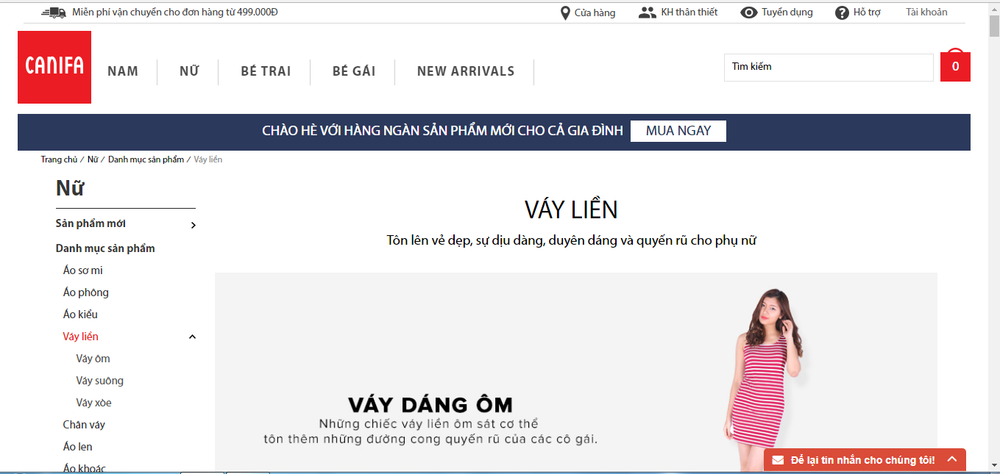 Miễn phí vận chuyển cho đơn hàng từ 499.000Đ
Cửa hàng
KH thân thiết
Tuyển dụng
Hỗ trợ
Tài khoản
CANIFA
NAM
NỮ
BÉ TRAI
BÉ GÁI
NEW ARRIVALS
Tìm kiếm
0
CHÀO HÈ VỚI HÀNG NGÀN SẢN PHẨM MỚI CHO CẢ GIA ĐÌNH MUA NGAY
Trang chủ / Nữ / Danh mục sản phẩm / Váy liền
Nữ
Sản phẩm mới
Danh mục sản phẩm
Áo sơ mi
Áo phông
Áo kiểu
Váy liền
Váy ôm
Váy suông
Váy xòe
Chân váy
Áo len
Áo khoác
VÁY LIỀN
Tôn lên vẻ đẹp, sự dịu dàng, duyên dáng và quyến rũ cho phụ nữ
VÁY DÁNG ÔM
Những chiếc váy liền ôm sát cơ thể
tôn thêm những đường cong quyến rũ của các cô gái.
Để lại tin nhắn cho chúng tôi!